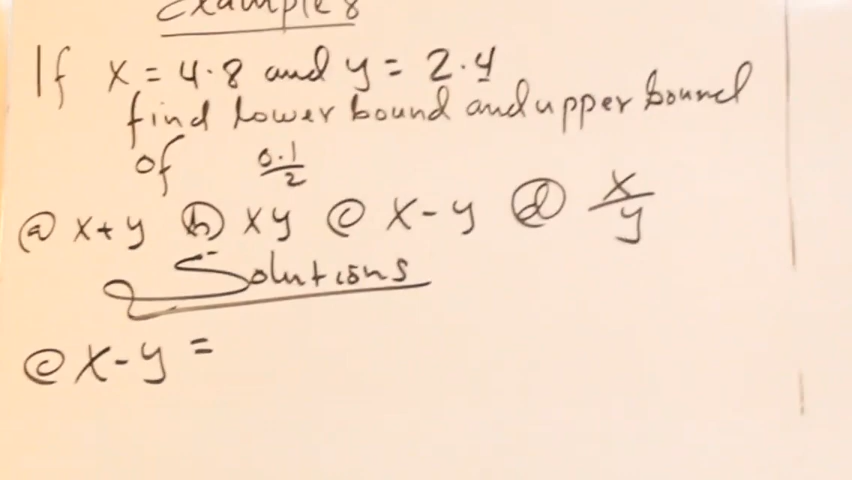 Example 8
If x = 4.8 and y = 2.4
find lower bound and upper bound
of 0.1/2
(a) x+y (b) xy (c) x-y (d) x/y
Solutions
(c) x-y =